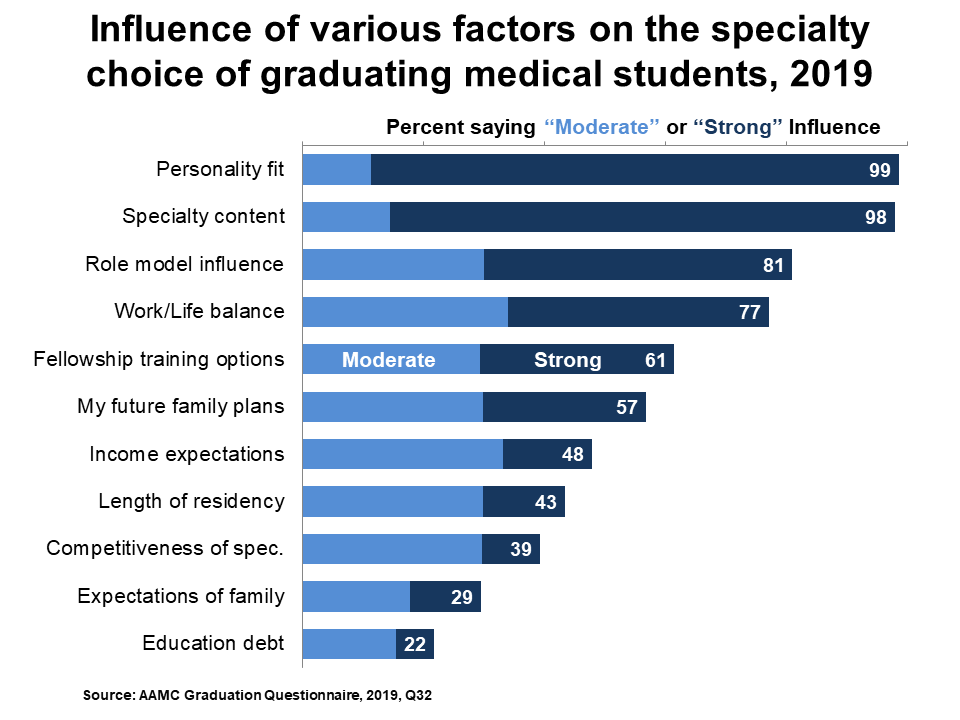 Influence of various factors on the specialty
choice of graduating medical students, 2019
Percent saying “Moderate” or “Strong” Influence
Personality fit 99
Specialty content 98
Role model influence 81
Work/Life balance 77
Fellowship training options Moderate Strong 61
My future family plans 57
Income expectations 48
Length of residency 43
Competitiveness of spec. 39
Expectations of family 29
Education debt 22
Source: AAMC Graduation Questionnaire, 2019, Q32